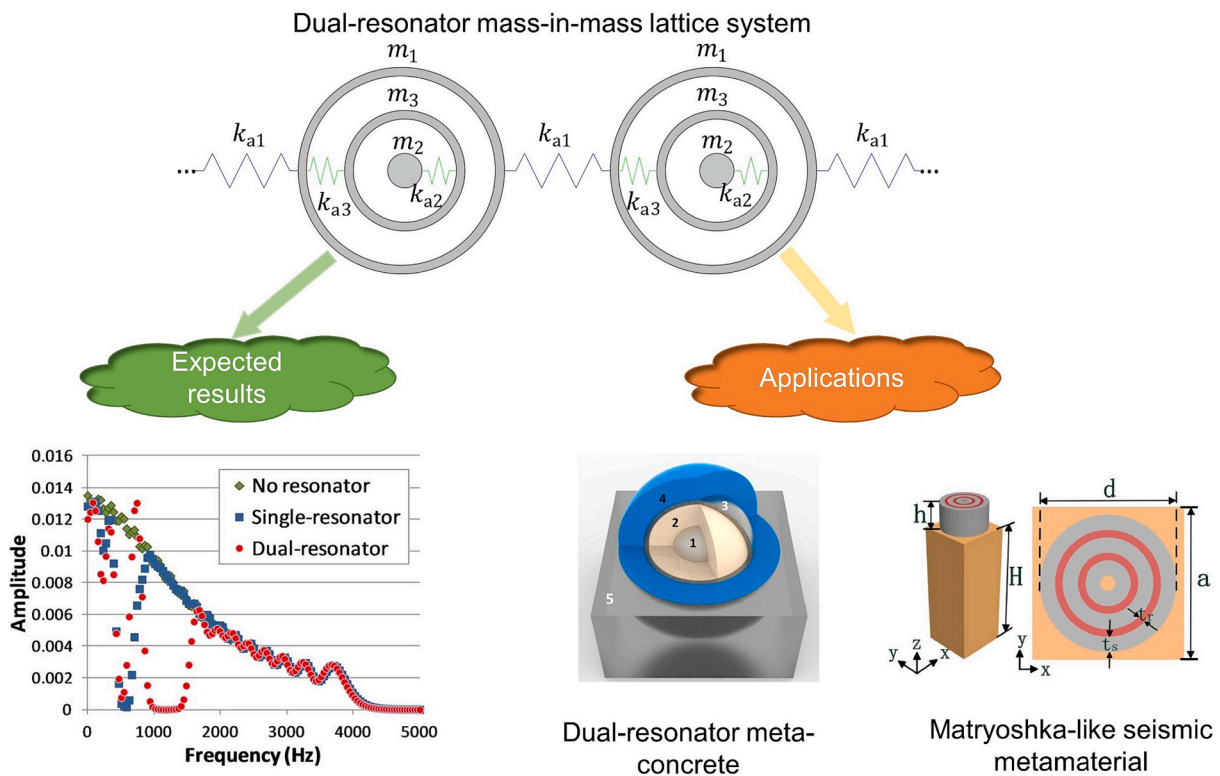 Dual-resonator mass-in-mass lattice system
m₁
m₁
m₃
m₃
kₐ₁
m₂
kₐ₁
m₂
kₐ₁
...
...
kₐ₃
kₐ₂
kₐ₃
kₐ₂
Expected
results
Applications
0.016
0.014
0.012
0.01
0.008
0.006
0.004
0.002
0
Amplitude
No resonator
Single-resonator
Dual-resonator
0
1000
2000
3000
4000
5000
Frequency (Hz)
4
3
2
1
5
Dual-resonator meta-
concrete
h
H
z
y
x
d
a
tᵣ
tₛ
y
x
Matryoshka-like seismic
metamaterial